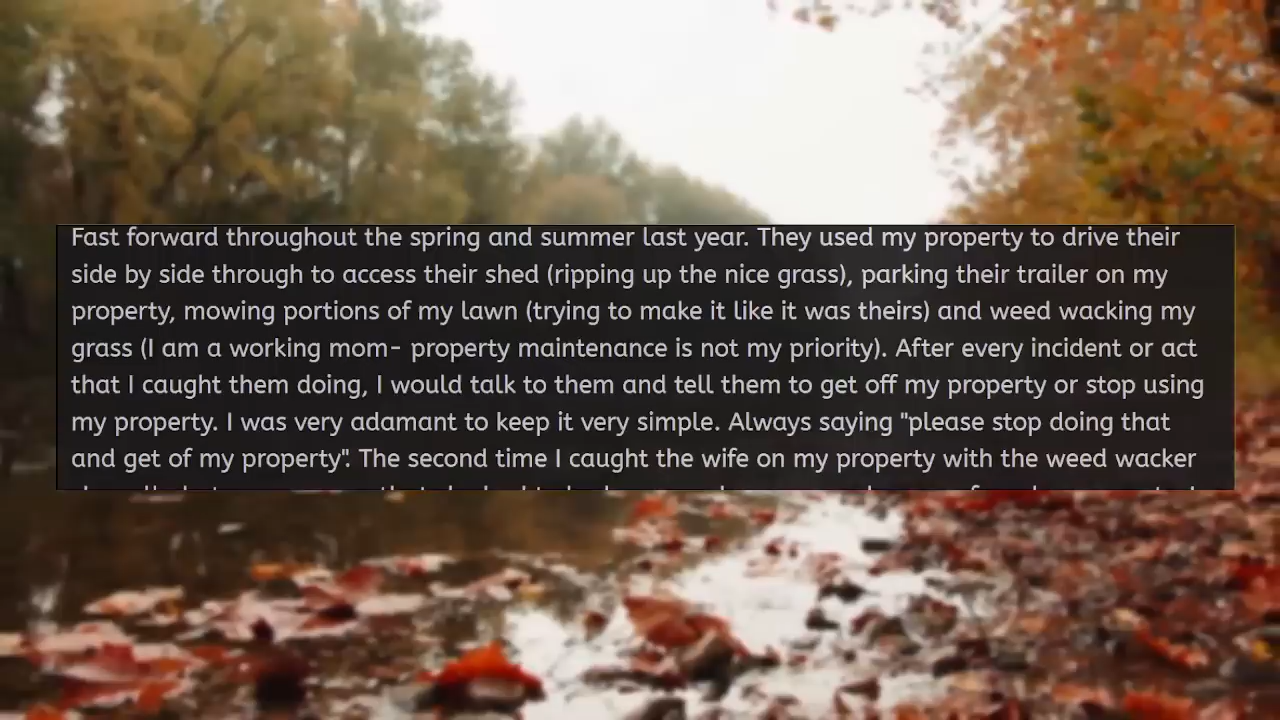 Fast forward throughout the spring and summer last year. They used my property to drive their
side by side through to access their shed (ripping up the nice grass), parking their trailer on my
property, mowing portions of my lawn (trying to make it like it was theirs) and weed wacking my
grass (I am a working mom- property maintenance is not my priority). After every incident or act
that I caught them doing, I would talk to them and tell them to get off my property or stop using
my property. I was very adamant to keep it very simple. Always saying "please stop doing that
and get of my property". The second time I caught the wife on my property with the weed wacker